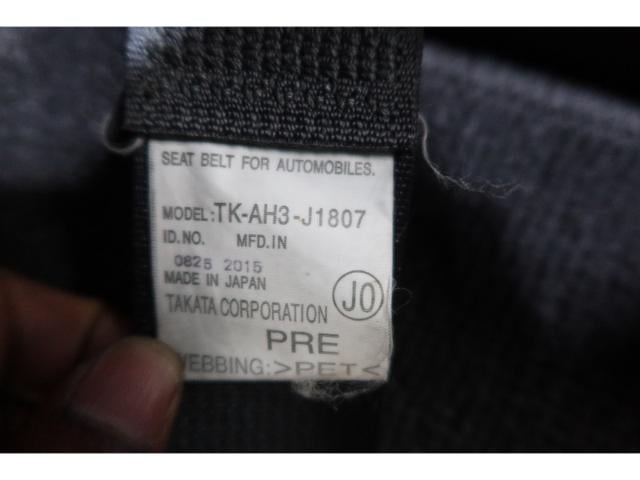 SEAT BELT FOR AUTOMOBILES.
MODEL:TK-AH3-J1807
ID.NO. MFD.IN
0825 2015
MADE IN JAPAN
TAKATA CORPORATION
JO
PRE
WEBBING:>PET<